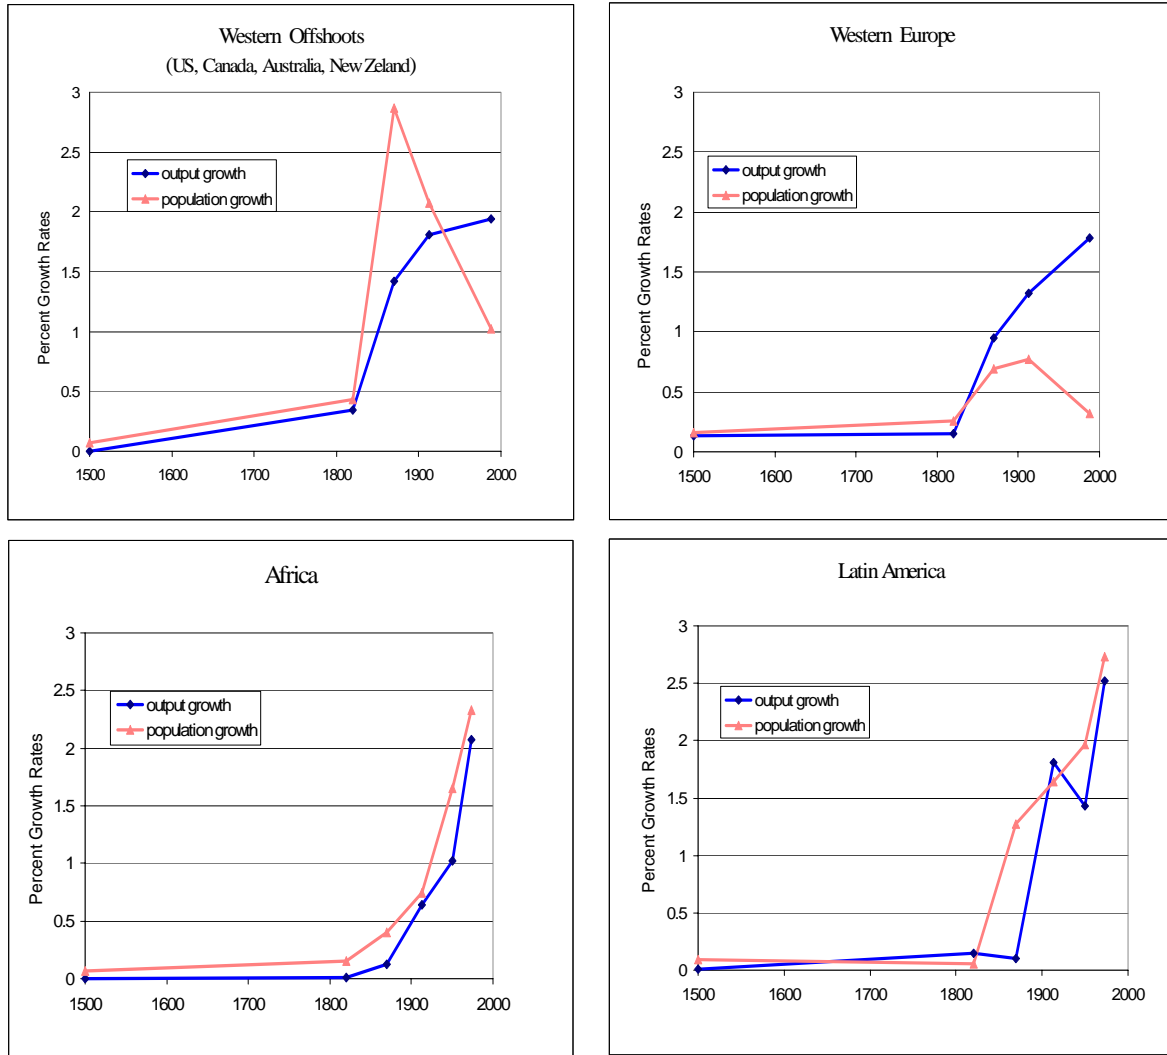 Western Offshoots
(US, Canada, Australia, New Zeland)
3
2.5
2
1.5
1
0.5
0
Percent Growth Rates
output growth
population growth
1500 1600 1700 1800 1900 2000
Western Europe
3
2.5
2
1.5
1
0.5
0
Percent Growth Rates
output growth
population growth
1500 1600 1700 1800 1900 2000
Africa
3
2.5
2
1.5
1
0.5
0
Percent Growth Rates
output growth
population growth
1500 1600 1700 1800 1900 2000
Latin America
3
2.5
2
1.5
1
0.5
0
Percent Growth Rates
output growth
population growth
1500 1600 1700 1800 1900 2000